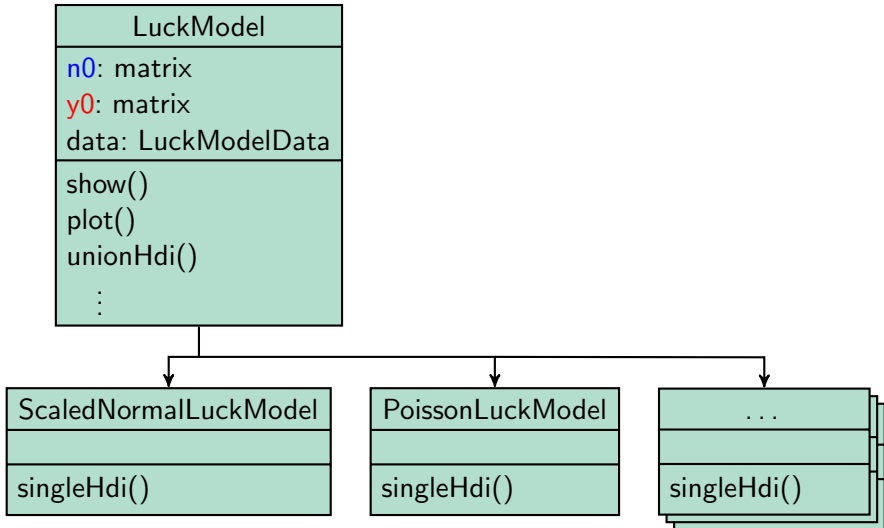 LuckModel
n0: matrix
y0: matrix
data: LuckModelData
show()
plot()
unionHdi()
⋮
ScaledNormalLuckModel
singleHdi()
PoissonLuckModel
singleHdi()
...
singleHdi()